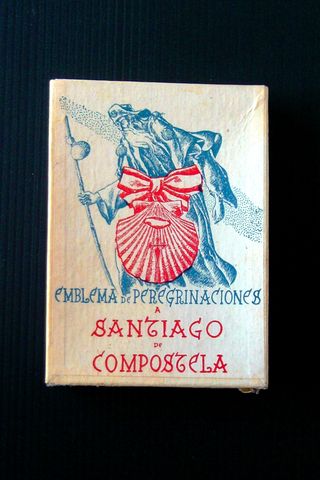 EMBLEMA DE PEREGRINACIONES
A
SANTIAGO
DE
COMPOSTELA